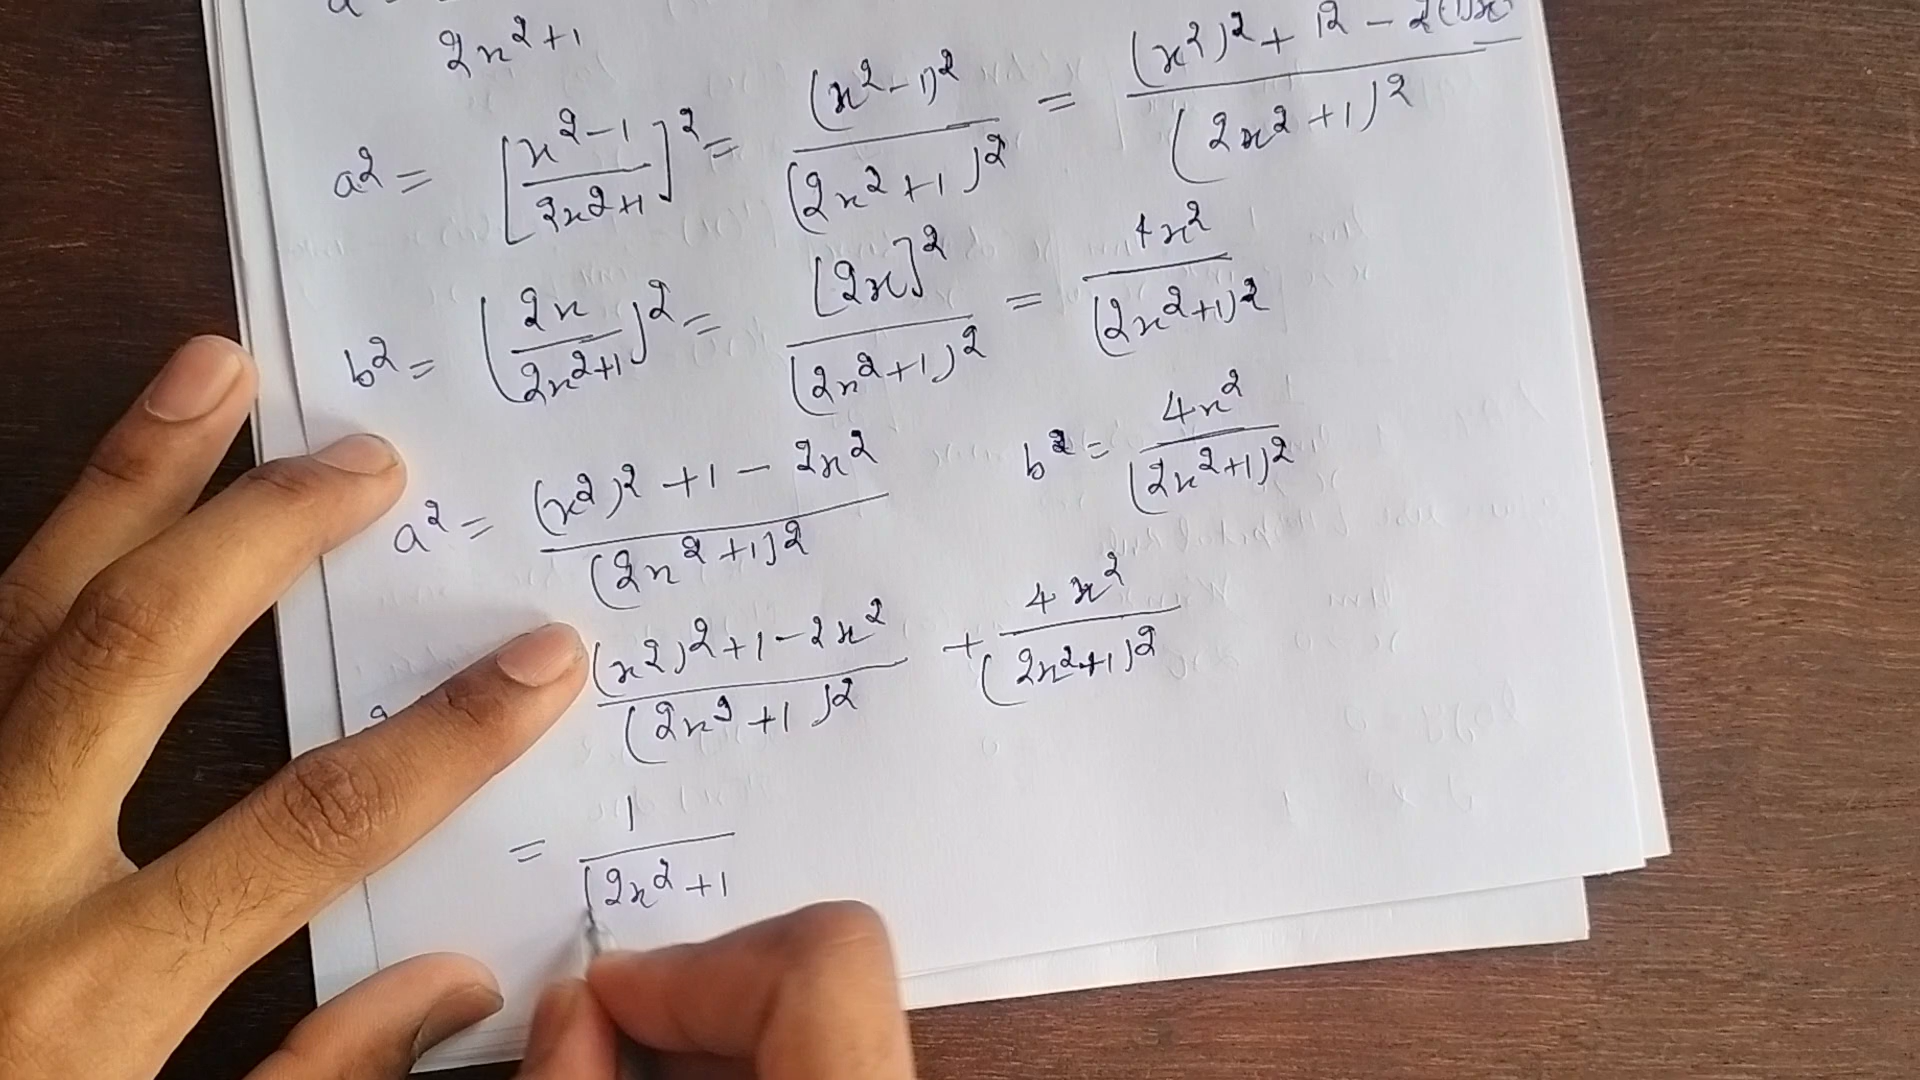 2x²+1
a² = [x²-1/2x²+1]² = (x²-1)²/(2x²+1)² = (x²)²+1²-2(1)x²/(2x²+1)²
b² = (2x/2x²+1)² = [2x]²/(2x²+1)² = 4x²/(2x²+1)²
a² = (x²)²+1-2x²/(2x²+1)² b² = 4x²/(2x²+1)²
(x²)²+1-2x²/(2x²+1)² + 4x²/(2x²+1)²
= 1/(2x²+1